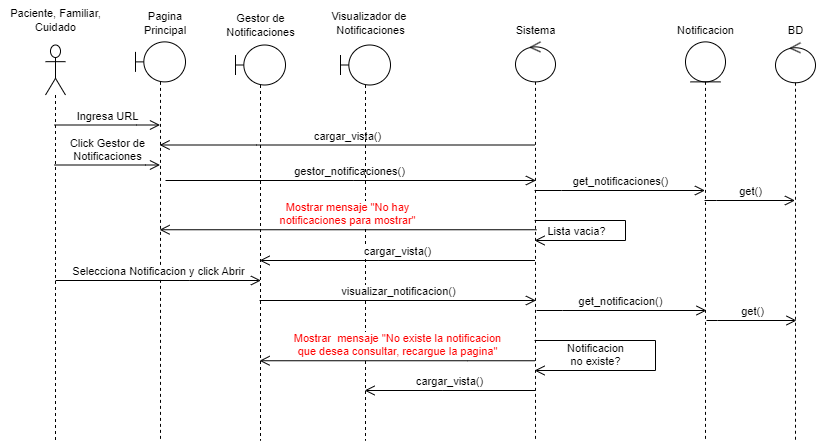 Paciente, Familiar,
Cuidado
Pagina
Principal
Gestor de
Notificaciones
Visualizador de
Notificaciones
Sistema
Notificacion
BD
Ingresa URL
cargar_vista()
Click Gestor de
Notificaciones
gestor_notificaciones()
get_notificaciones()
get()
Mostrar mensaje "No hay
notificaciones para mostrar"
Lista vacia?
cargar_vista()
Selecciona Notificacion y click Abrir
visualizar_notificacion()
get_notificacion()
get()
Mostrar mensaje "No existe la notificacion
que desea consultar, recargue la pagina"
Notificacion
no existe?
cargar_vista()